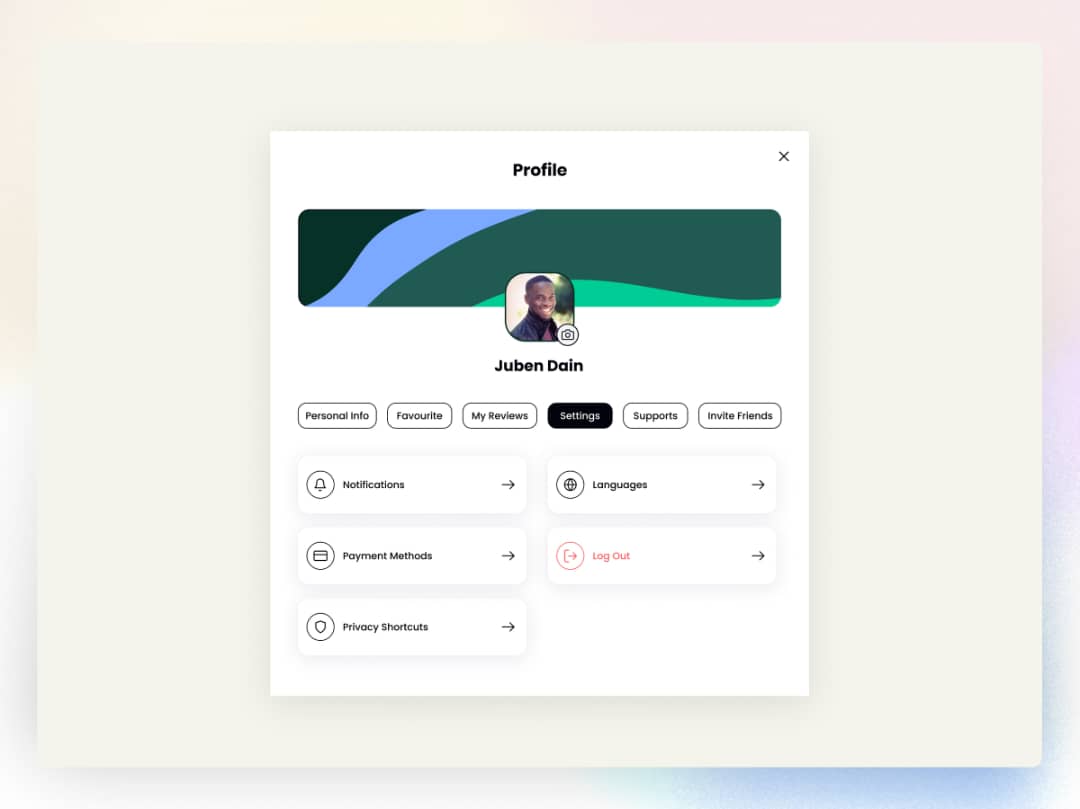 Profile
Juben Dain
Personal Info
Favourite
My Reviews
Settings
Supports
Invite Friends
Notifications
Languages
Payment Methods
Log Out
Privacy Shortcuts